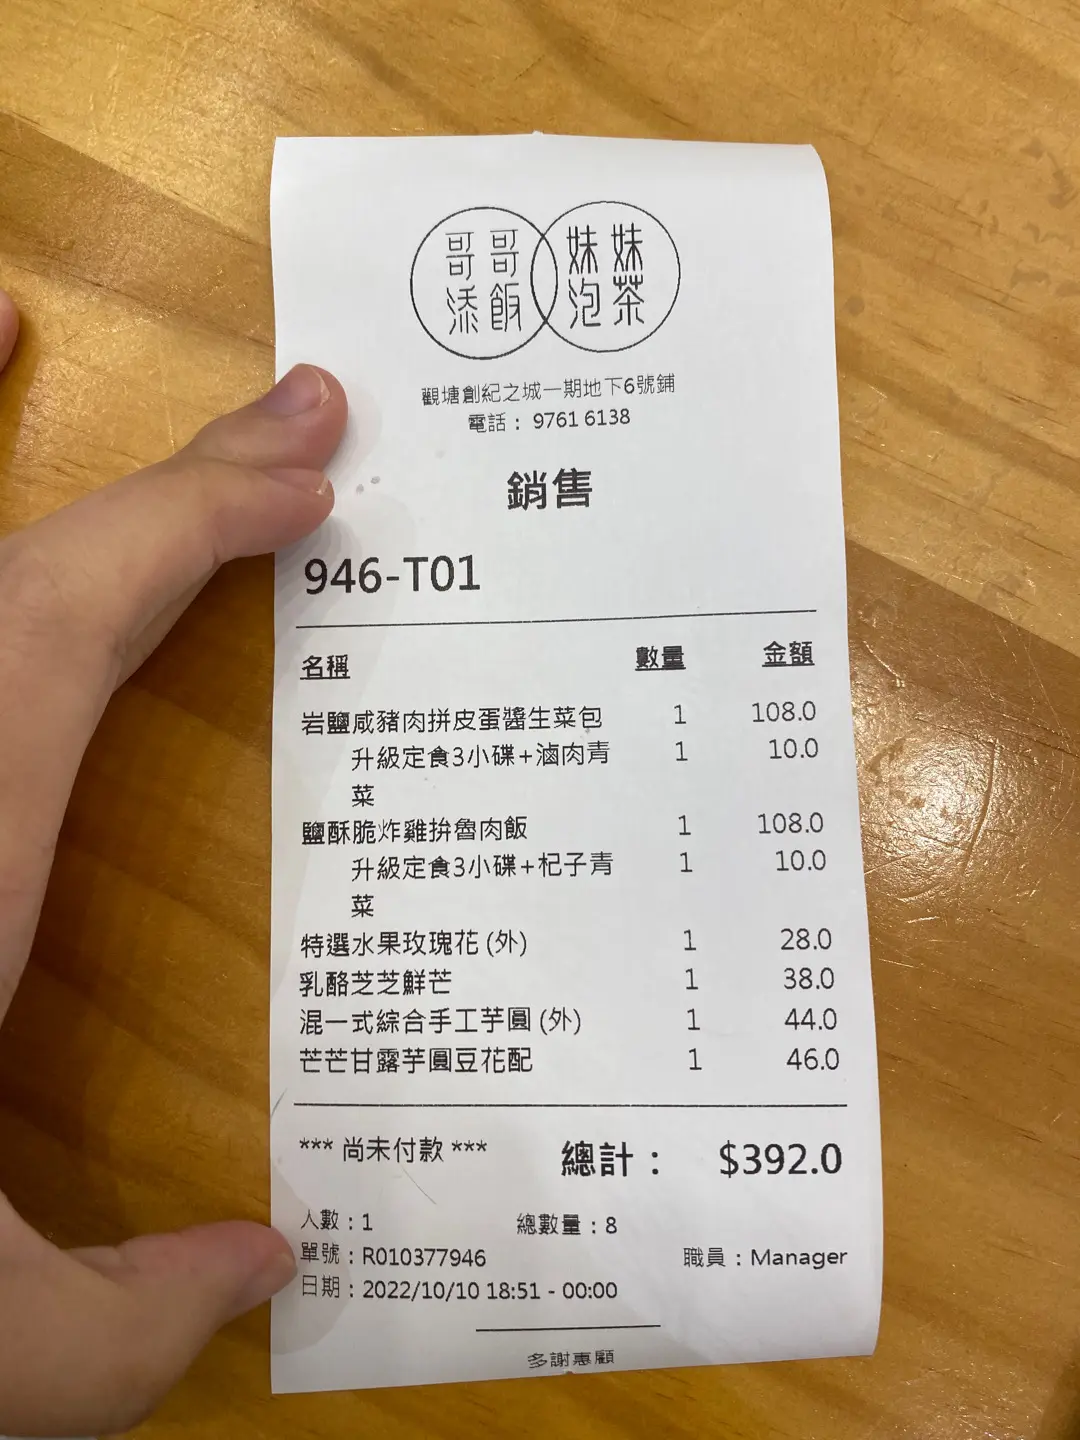 哥哥 妹妹
添飯 泡茶
觀塘創紀之城一期地下6號鋪
電話： 9761 6138
銷售
946-T01
名稱 數量 金額
岩鹽咸豬肉拼皮蛋醬生菜包 1 108.0
升級定食3小碟+滷肉青 1 10.0
菜
鹽酥脆炸雞拚魯肉飯 1 108.0
升級定食3小碟+杞子青 1 10.0
菜
特選水果玫瑰花 (外) 1 28.0
乳酪芝芝鮮芒 1 38.0
混一式綜合手工芋圓 (外) 1 44.0
芒芒甘露芋圓豆花配 1 46.0
*** 尚未付款 *** 總計： $392.0
人數：1 總數量：8
單號：R010377946 職員：Manager
日期：2022/10/10 18:51 - 00:00
多謝惠顧